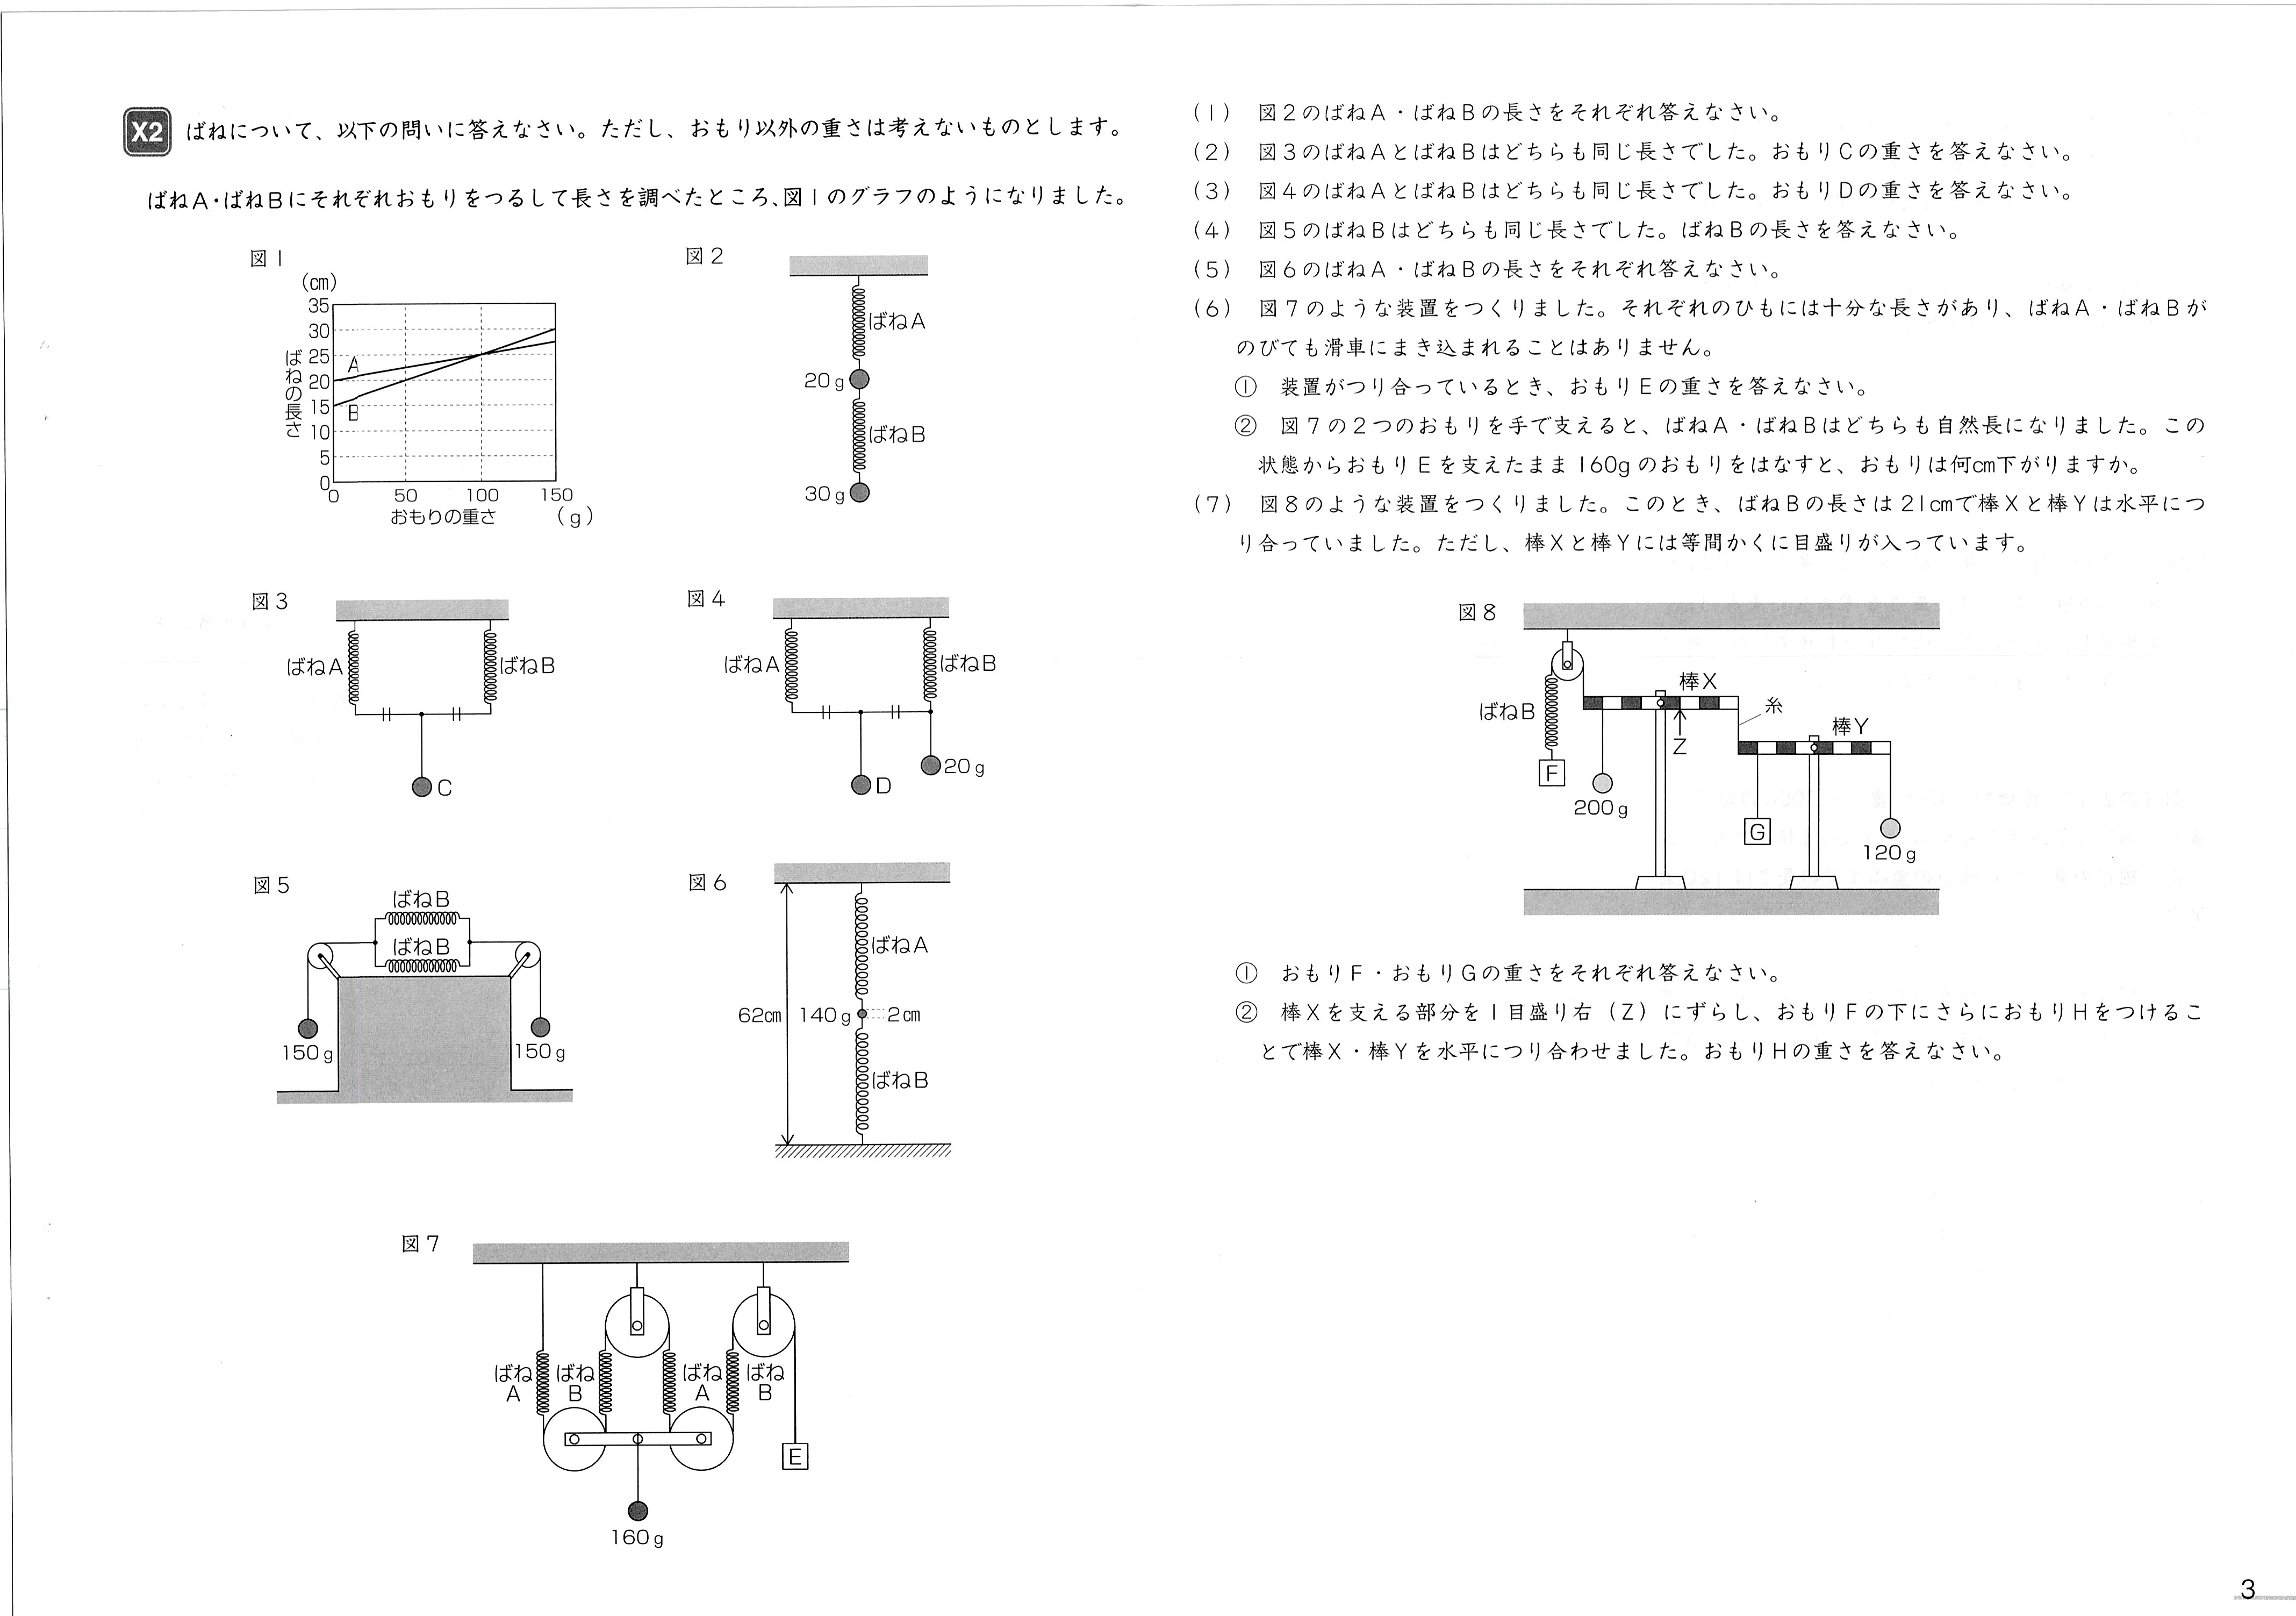 X2 ばねについて、以下の問いに答えなさい。ただし、おもり以外の重さは考えないものとします。
ばねA・ばねBにそれぞれおもりをつるして長さを調べたところ、図1のグラフのようになりました。
図1
(cm)
35
30
25
20
15
10
5
0
ばねの長さ
A
B
0 50 100 150
おもりの重さ (g)
図2
ばねA
20g
ばねB
30g
図3
ばねA
ばねB
C
図4
ばねA
ばねB
D
20g
図5
ばねB
ばねB
150g
150g
図6
ばねA
62cm
140g
2cm
ばねB
図7
ばね
A
ばね
B
ばね
A
ばね
B
E
160g
(1) 図2のばねA・ばねBの長さをそれぞれ答えなさい。
(2) 図3のばねAとばねBはどちらも同じ長さでした。おもりCの重さを答えなさい。
(3) 図4のばねAとばねBはどちらも同じ長さでした。おもりDの重さを答えなさい。
(4) 図5のばねBはどちらも同じ長さでした。ばねBの長さを答えなさい。
(5) 図6のばねA・ばねBの長さをそれぞれ答えなさい。
(6) 図7のような装置をつくりました。それぞれのひもには十分な長さがあり、ばねA・ばねBが
のびても滑車にまき込まれることはありません。
① 装置がつり合っているとき、おもりEの重さを答えなさい。
② 図7の2つのおもりを手で支えると、ばねA・ばねBはどちらも自然長になりました。この
状態からおもりEを支えたまま160gのおもりをはなすと、おもりは何cm下がりますか。
(7) 図8のような装置をつくりました。このとき、ばねBの長さは21cmで棒Xと棒Yは水平につ
り合っていました。ただし、棒Xと棒Yには等間かくに目盛りが入っています。
図8
棒X
糸
ばねB
Z
棒Y
F
200g
G
120g
① おもりF・おもりGの重さをそれぞれ答えなさい。
② 棒Xを支える部分を1目盛り右(Z)にずらし、おもりFの下にさらにおもりHをつけるこ
とで棒X・棒Yを水平につり合わせました。おもりHの重さを答えなさい。
3